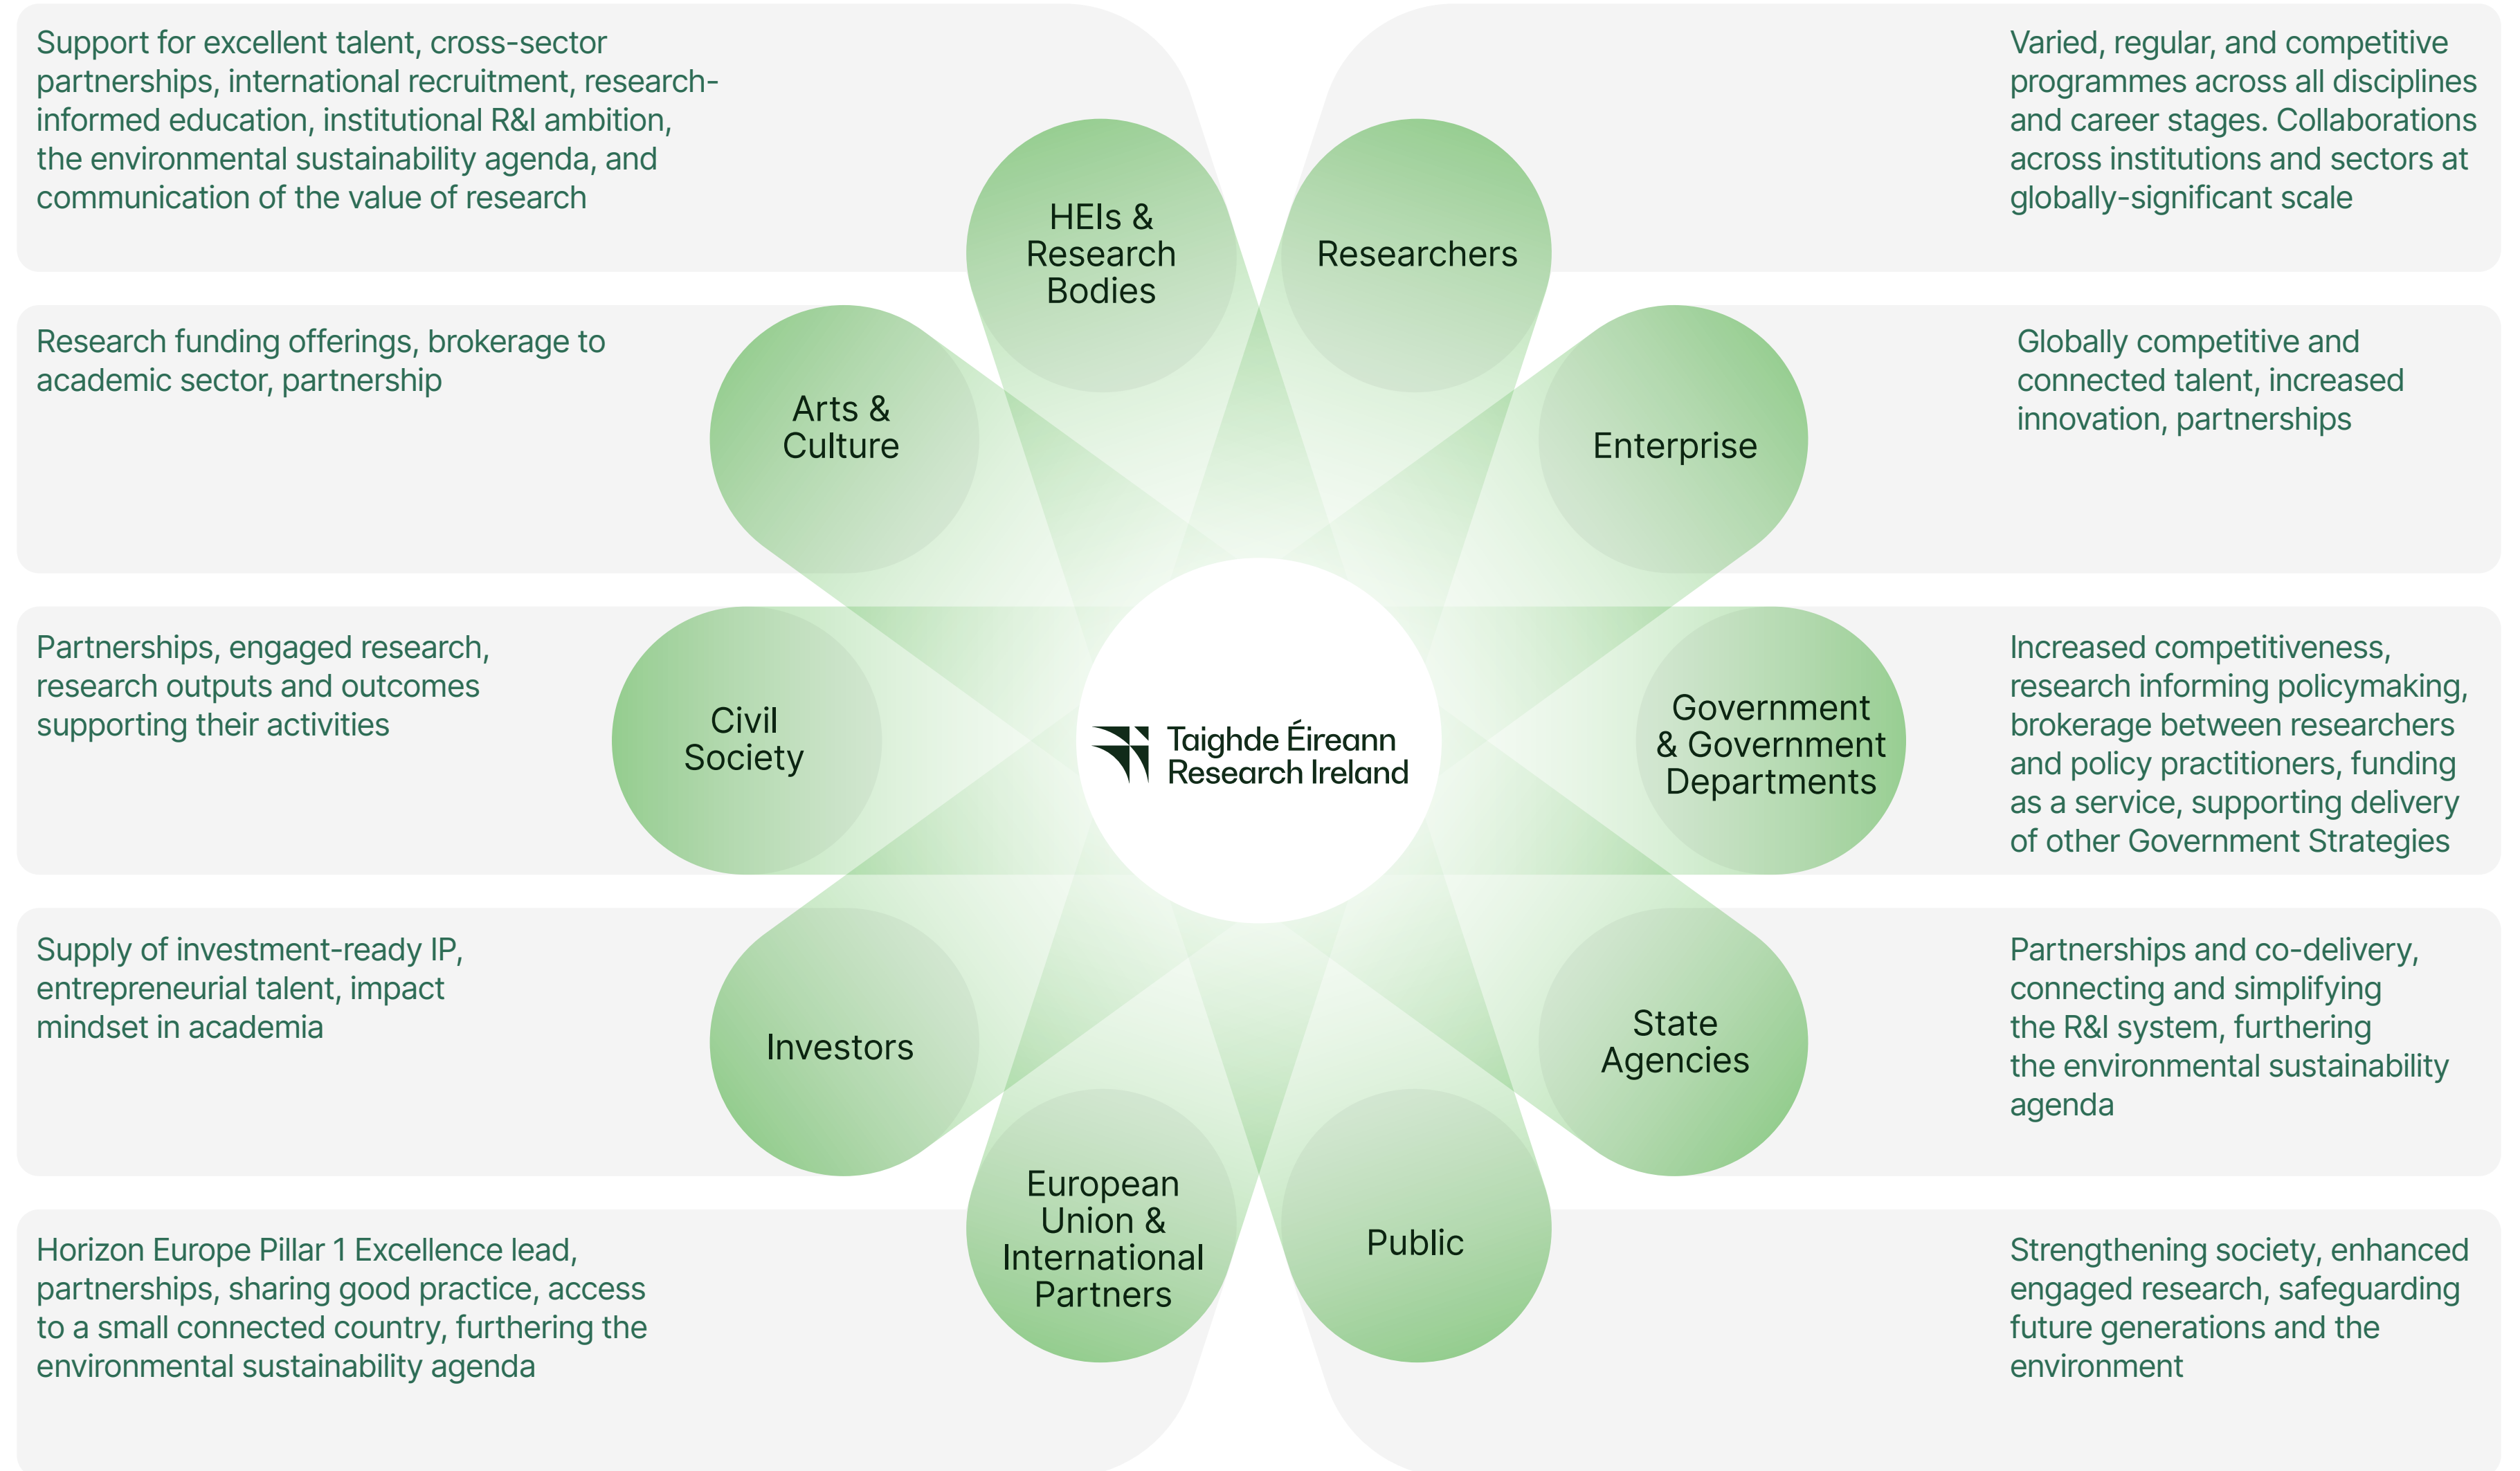 Support for excellent talent, cross-sector
partnerships, international recruitment, research-
informed education, institutional R&I ambition,
the environmental sustainability agenda, and
communication of the value of research
HEIs &
Research
Bodies
Researchers
Varied, regular, and competitive
programmes across all disciplines
and career stages. Collaborations
across institutions and sectors at
globally-significant scale
Research funding offerings, brokerage to
academic sector, partnership
Arts &
Culture
Enterprise
Globally competitive and
connected talent, increased
innovation, partnerships
Partnerships, engaged research,
research outputs and outcomes
supporting their activities
Civil
Society
Taighde Éireann
Research Ireland
Government
& Government
Departments
Increased competitiveness,
research informing policymaking,
brokerage between researchers
and policy practitioners, funding
as a service, supporting delivery
of other Government Strategies
Supply of investment-ready IP,
entrepreneurial talent, impact
mindset in academia
Investors
State
Agencies
Partnerships and co-delivery,
connecting and simplifying
the R&I system, furthering
the environmental sustainability
agenda
Horizon Europe Pillar 1 Excellence lead,
partnerships, sharing good practice, access
to a small connected country, furthering the
environmental sustainability agenda
European
Union &
International
Partners
Public
Strengthening society, enhanced
engaged research, safeguarding
future generations and the
environment